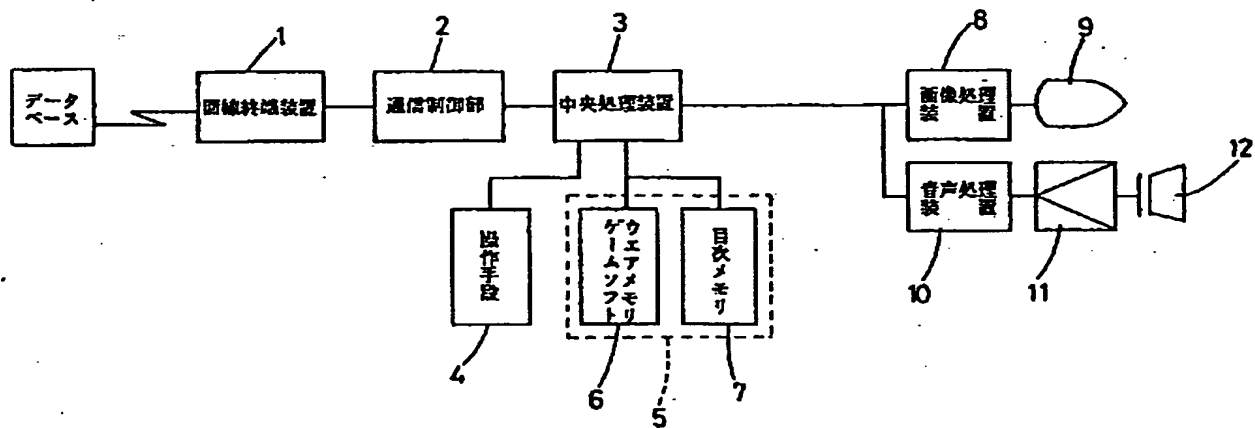 1
2
3
8
9
データ
ベース
回線終端装置
通信制御部
中央処理装置
画像処理
装置
12
音声処理
装置
操作手段
ゲームソフト
ウエアメモリ
目次メモリ
10
11
4
6
5
7